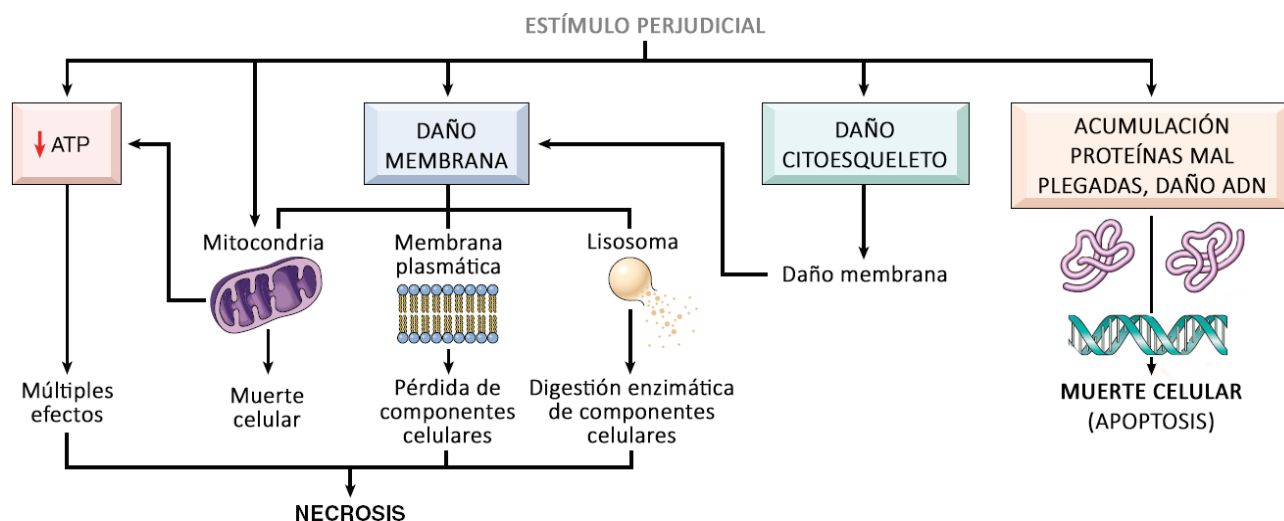 ESTÍMULO PERJUDICIAL
ATP
DAÑO
MEMBRANA
DAÑO
CITOESQUELETO
ACUMULACIÓN
PROTEÍNAS MAL
PLEGADAS, DAÑO ADN
Mitocondria
Membrana
plasmática
Lisosoma
Daño membrana
Múltiples
efectos
Muerte
celular
Pérdida de
componentes
celulares
Digestión enzimática
de componentes
celulares
MUERTE CELULAR
(APOPTOSIS)
NECROSIS